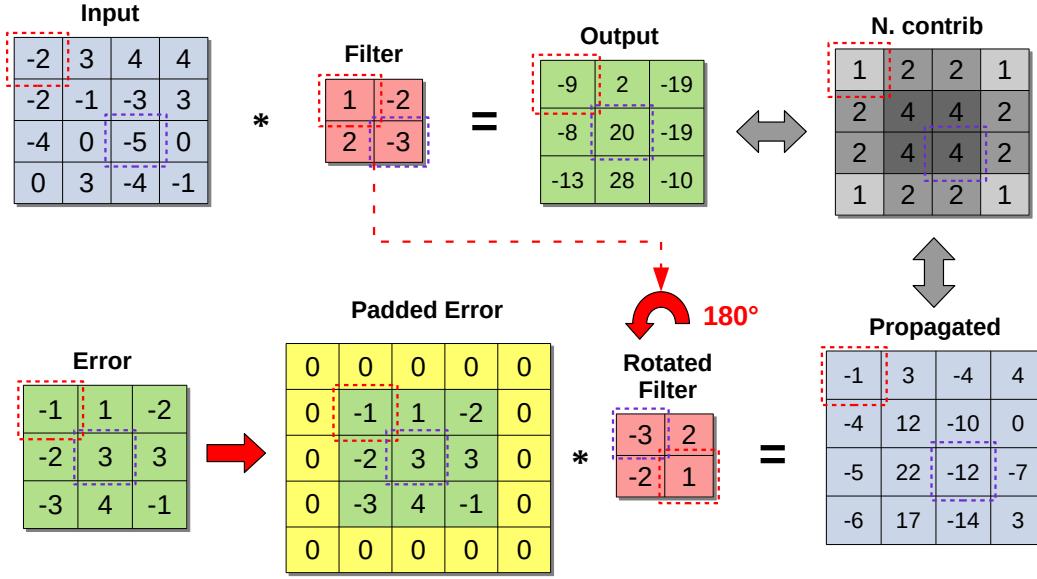 Input
Filter
Output
N. contrib
-2 3 4 4
-2 -1 -3 3
-4 0 -5 0
0 3 -4 -1
*
1 -2
2 -3
=
-9 2 -19
-8 20 -19
-13 28 -10
1 2 2 1
2 4 4 2
2 4 4 2
1 2 2 1
180°
Error
-1 1 -2
-2 3 3
-3 4 -1
Padded Error
0 0 0 0 0
0 -1 1 -2 0
0 -2 3 3 0
0 -3 4 -1 0
0 0 0 0 0
*
Rotated
Filter
-3 2
-2 1
=
Propagated
-1 3 -4 4
-4 12 -10 0
-5 22 -12 -7
-6 17 -14 3